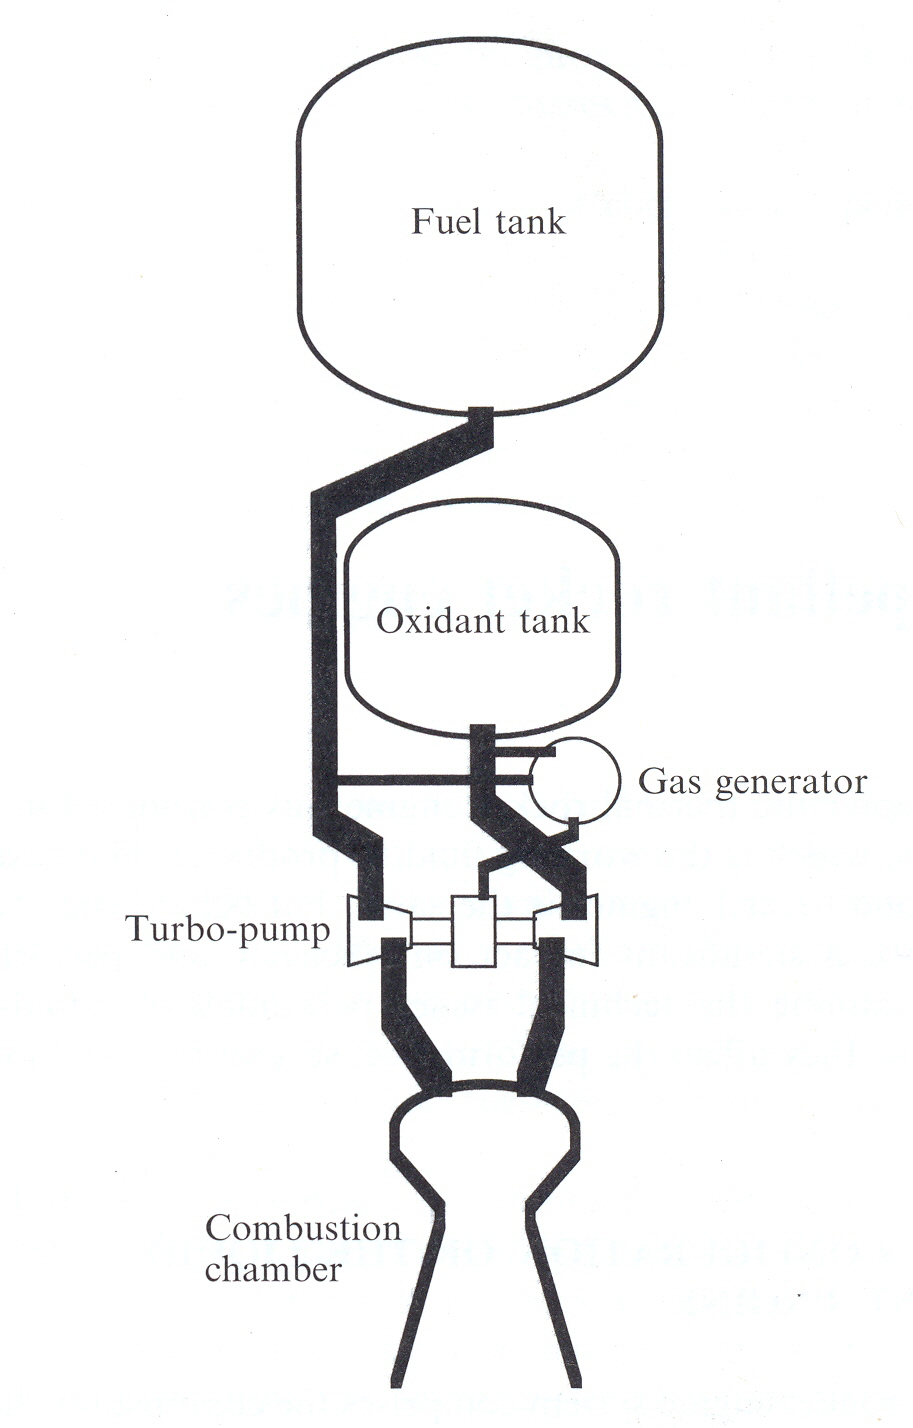 Fuel tank
Oxidant tank
Gas generator
Turbo-pump
Combustion
chamber